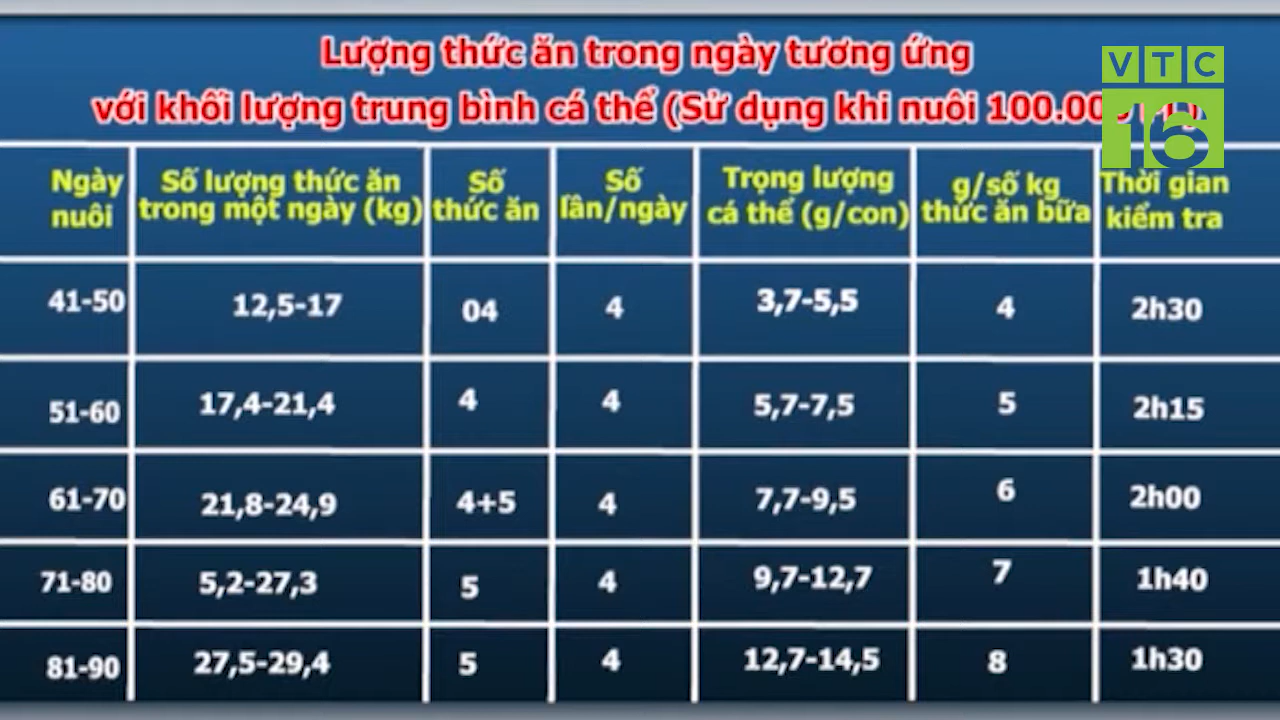 Lượng thức ăn trong ngày tương ứng
với khối lượng trung bình cá thể (Sử dụng khi nuôi
VTC
16
Ngày nuôi
Số lượng thức ăn trong một ngày (kg)
Số thức ăn
Số lần/ngày
Trọng lượng cá thể (g/con)
g/số kg thức ăn bữa
Thời gian kiểm tra
41-50 12,5-17 04 4 3,7-5,5 4 2h30
51-60 17,4-21,4 4 4 5,7-7,5 5 2h15
61-70 21,8-24,9 4+5 4 7,7-9,5 6 2h00
71-80 5,2-27,3 5 4 9,7-12,7 7 1h40
81-90 27,5-29,4 5 4 12,7-14,5 8 1h30